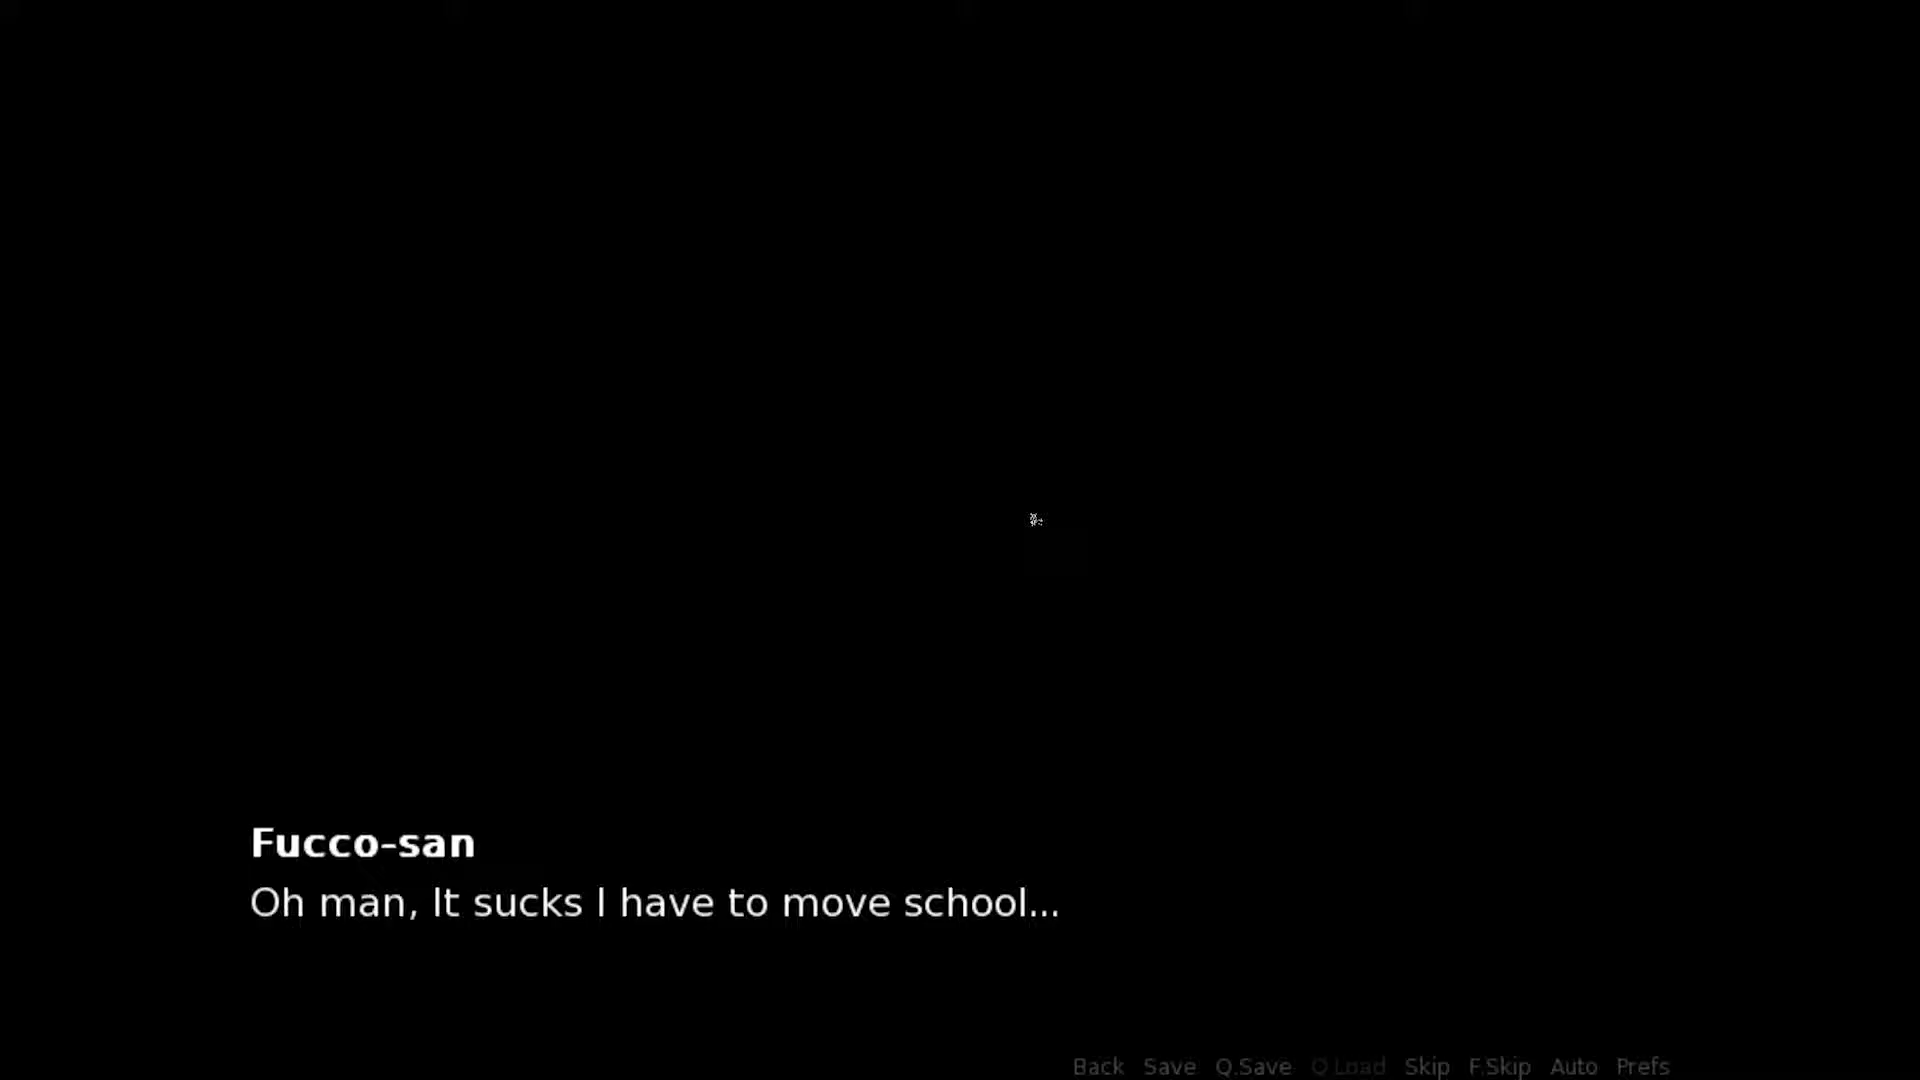 Fucco-san
Oh man, It sucks I have to move school...
Back Save Q.Save Q.Load Skip F.Skip Auto Prefs